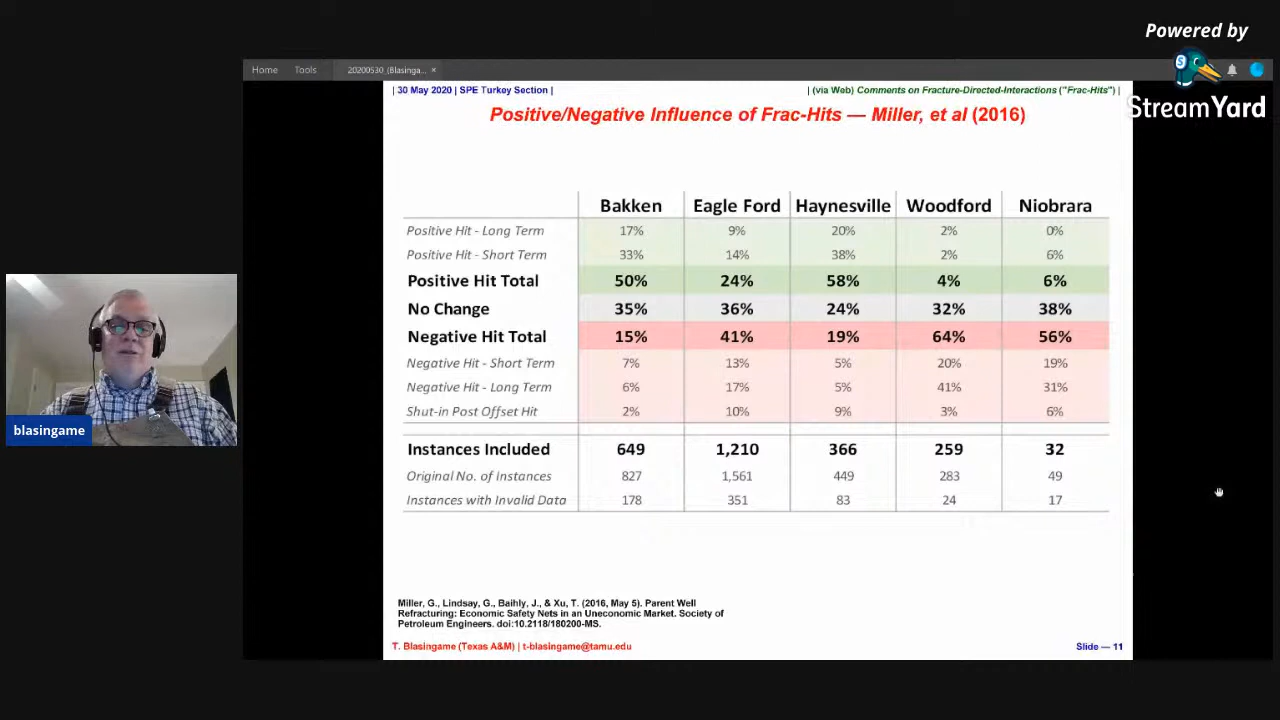 Powered by
StreamYard
Home Tools 20200530_(Blasinga... ×
| 30 May 2020 | SPE Turkey Section | | (via Web) Comments on Fracture-Directed-Interactions ("Frac-Hits") |
Positive/Negative Influence of Frac-Hits — Miller, et al (2016)
Bakken Eagle Ford Haynesville Woodford Niobrara
Positive Hit - Long Term 17% 9% 20% 2% 0%
Positive Hit - Short Term 33% 14% 38% 2% 6%
Positive Hit Total 50% 24% 58% 4% 6%
No Change 35% 36% 24% 32% 38%
Negative Hit Total 15% 41% 19% 64% 56%
Negative Hit - Short Term 7% 13% 5% 20% 19%
Negative Hit - Long Term 6% 17% 5% 41% 31%
Shut-in Post Offset Hit 2% 10% 9% 3% 6%
Instances Included 649 1,210 366 259 32
Original No. of Instances 827 1,561 449 283 49
Instances with Invalid Data 178 351 83 24 17
blasingame
Miller, G., Lindsay, G., Baihly, J., & Xu, T. (2016, May 5). Parent Well
Refracturing: Economic Safety Nets in an Uneconomic Market. Society of
Petroleum Engineers. doi:10.2118/180200-MS.
T. Blasingame (Texas A&M) | t-blasingame@tamu.edu Slide — 11